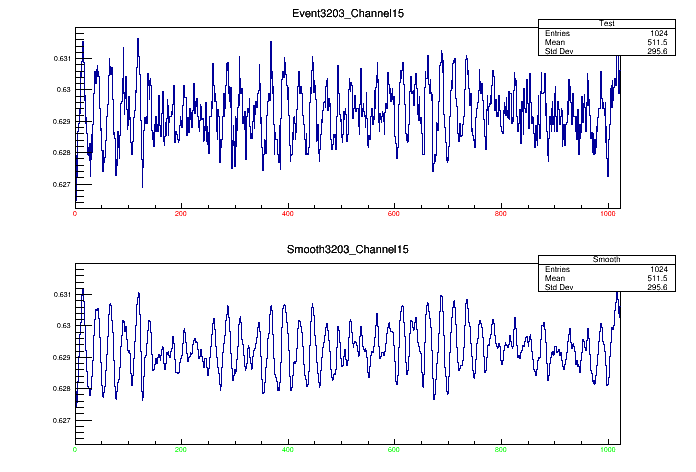 Event3203_Channel15
Test
Entries 1024
Mean 511.5
Std Dev 295.6
0.631
0.63
0.629
0.628
0.627
0 200 400 600 800 1000
Smooth3203_Channel15
Smooth
Entries 1024
Mean 511.5
Std Dev 295.6
0.631
0.63
0.629
0.628
0.627
0 200 400 600 800 1000